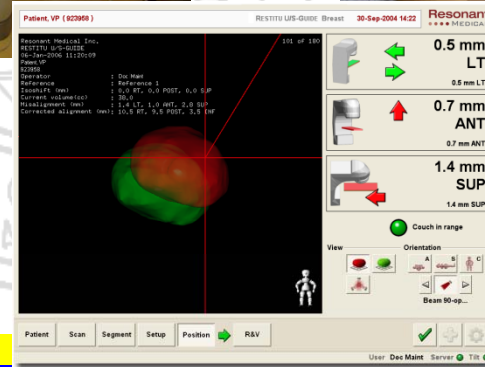 Patient, VP ( 923958 )
RESTITU U/S-GUIDE Breast
30-Sep-2004 14:22
Resonant
MEDICAL
Resonant Medical Inc.
RESTITU U/S-GUIDE
06-Jan-2006 11:20:09
Patient,VP
923958
Operator : Doc Maint
Reference : Reference 1
Isoshift (mm) : 0,0 RT, 0,0 POST, 0,0 SUP
Current volume(cc) : 38,0
Misalignment (mm) : 1,4 LT, 1,0 ANT, 2,8 SUP
Corrected alignment (mm): 10,5 RT, 9,5 POST, 3,5 INF
101 of 180
0.5 mm
LT
0.5 mm LT
0.7 mm
ANT
0.7 mm ANT
1.4 mm
SUP
1.4 mm SUP
Couch in range
View
Orientation
A
B
C
Beam 90-op...
Patient
Scan
Segment
Setup
Position
R&V
User Doc Maint Server Tilt